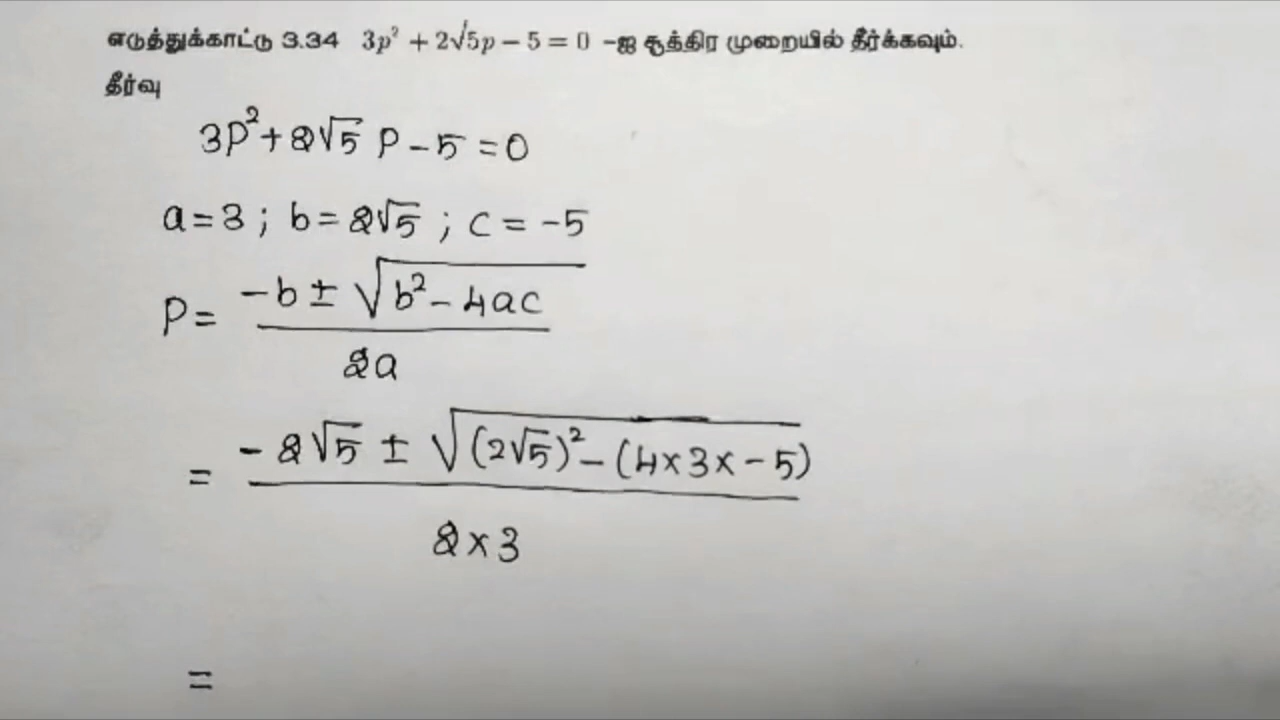 எடுத்துக்காட்டு 3.34 3p² + 2√5p − 5 = 0 -ஐ சூத்திர முறையில் தீர்க்கவும்.
தீர்வு
3p² + 2√5 p − 5 = 0
a = 3 ; b = 2√5 ; c = −5
P = (−b ± √(b² − 4ac)) / 2a
= (−2√5 ± √((2√5)² − (4×3×−5))) / 2×3
=